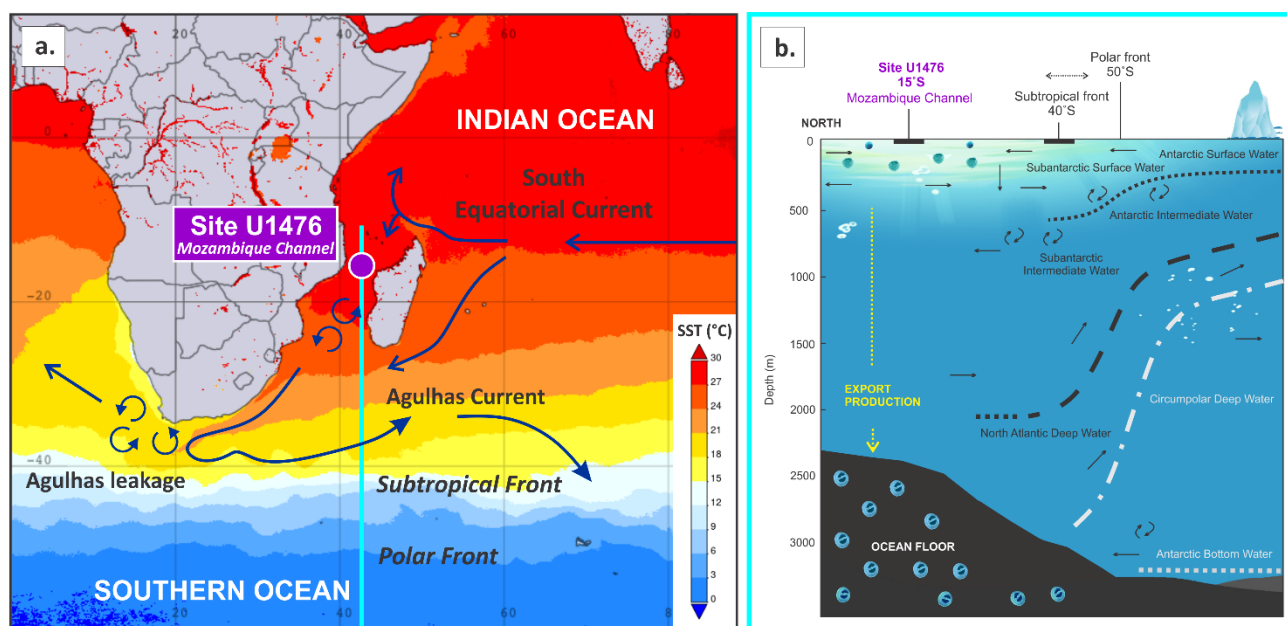 a.
20
60
INDIAN OCEAN
0
South
Equatorial Current
Site U1476
Mozambique Channel
-20
SST (°C)
30
27
24
21
18
15
12
9
6
3
0
Agulhas Current
-40
Agulhas leakage
Subtropical Front
Polar Front
SOUTHERN OCEAN
20
40
60
80
b.
Polar front
50°S
Site U1476
15°S
Mozambique Channel
Subtropical front
40°S
NORTH
0
Antarctic Surface Water
Subantarctic Surface Water
500
Antarctic Intermediate Water
Subantarctic
Intermediate Water
1000
1500
Depth (m)
EXPORT
PRODUCTION
Circumpolar Deep Water
2000
North Atlantic Deep Water
2500
OCEAN FLOOR
3000
Antarctic Bottom Water